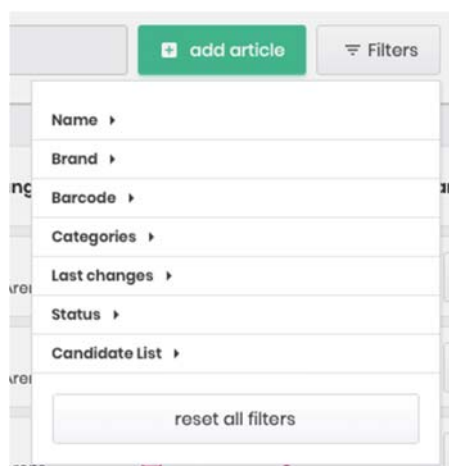 add article
Filters
Name
Brand
Barcode
Categories
Last changes
Status
Candidate List
reset all filters